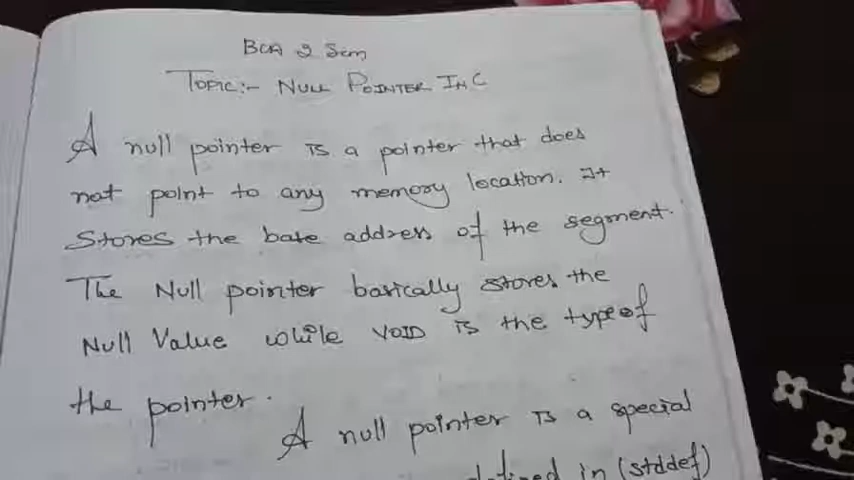 BCA 2 Sem
Topic:- Null Pointer In C
A null pointer is a pointer that does
not point to any memory location. It
Stores the base address of the segment.
The Null pointer basically stores the
Null Value while VOID is the type of
the pointer.
A null pointer is a special
defined in (stddef)